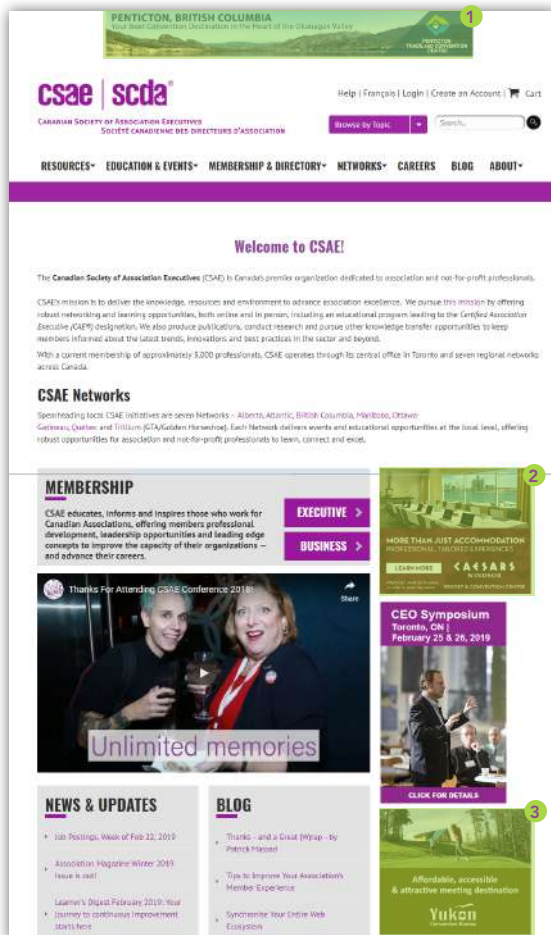 PENTICTON, BRITISH COLUMBIA
Your Next Convention Destination in the Heart of the Okanagan Valley
PENTICTON
TRADE AND CONVENTION
CENTRE
1
csae | scda®
CANADIAN SOCIETY OF ASSOCIATION EXECUTIVES
SOCIÉTÉ CANADIENNE DES DIRECTEURS D'ASSOCIATION
Help | Français | Login | Create an Account | Cart
Browse by Topic
Search...
RESOURCES EDUCATION & EVENTS MEMBERSHIP & DIRECTORY NETWORKS CAREERS BLOG ABOUT
Welcome to CSAE!
The Canadian Society of Association Executives (CSAE) is Canada's premier organization dedicated to association and not-for-profit professionals.
CSAE's mission is to deliver the knowledge, resources and environment to advance association excellence. We pursue this mission by offering
robust networking and learning opportunities, both online and in person, including an educational program leading to the Certified Association
Executive (CAE®) designation. We also produce publications, conduct research and pursue other knowledge transfer opportunities to keep
members informed about the latest trends, innovations and best practices in the sector and beyond.
With a current membership of approximately 5,000 professionals, CSAE operates through its central office in Toronto and seven regional networks
across Canada.
CSAE Networks
Spearheading local CSAE initiatives are seven Networks – Alberta, Atlantic, British Columbia, Manitoba, Ottawa-
Gatineau, Québec and Trillium (GTA/Golden Horseshoe). Each Network delivers events and educational opportunities at the local level, offering
robust opportunities for association and not-for-profit professionals to learn, connect and excel.
MEMBERSHIP
CSAE educates, informs and inspires those who work for
Canadian Associations, offering members professional
development, leadership opportunities and leading edge
concepts to improve the capacity of their organizations –
and advance their careers.
EXECUTIVE >
BUSINESS >
2
MORE THAN JUST ACCOMMODATION
PROFESSIONAL, TAILORED EXPERIENCES
LEARN MORE
CAESARS
WINDSOR
RESORT & CONVENTION CENTRE
Thanks For Attending CSAE Conference 2018!
Share
Unlimited memories
CEO Symposium
Toronto, ON |
February 25 & 26, 2019
CLICK FOR DETAILS
NEWS & UPDATES
Job Postings, Week of Feb 22, 2019
Association Magazine Winter 2019
Issue is out!
Learner's Digest February 2019: Your
Journey to continuous improvement
starts here
BLOG
Thanks - and a Great (W)rap - by
Patrick Massad
Tips to Improve Your Association's
Member Experience
Synchronize Your Entire Web
Ecosystem
3
Affordable, accessible
& attractive meeting destination
Yukon
Convention Bureau